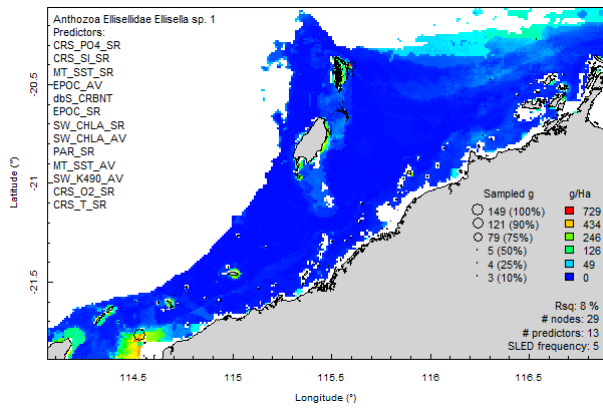 Anthozoa Ellisellidae Ellisella sp. 1
Predictors:
CRS_PO4_SR
CRS_SI_SR
MT_SST_SR
EPOC_AV
dbS_CRBNT
EPOC_SR
SW_CHLA_SR
SW_CHLA_AV
PAR_SR
MT_SST_AV
SW_K490_AV
CRS_O2_SR
CRS_T_SR
-20.5
-21
-21.5
Latitude (°)
Sampled g g/Ha
149 (100%) 729
121 (90%) 434
79 (75%) 246
5 (50%) 126
4 (25%) 49
3 (10%) 0
Rsq: 8 %
# nodes: 29
# predictors: 13
SLED frequency: 5
114.5 115 115.5 116 116.5
Longitude (°)